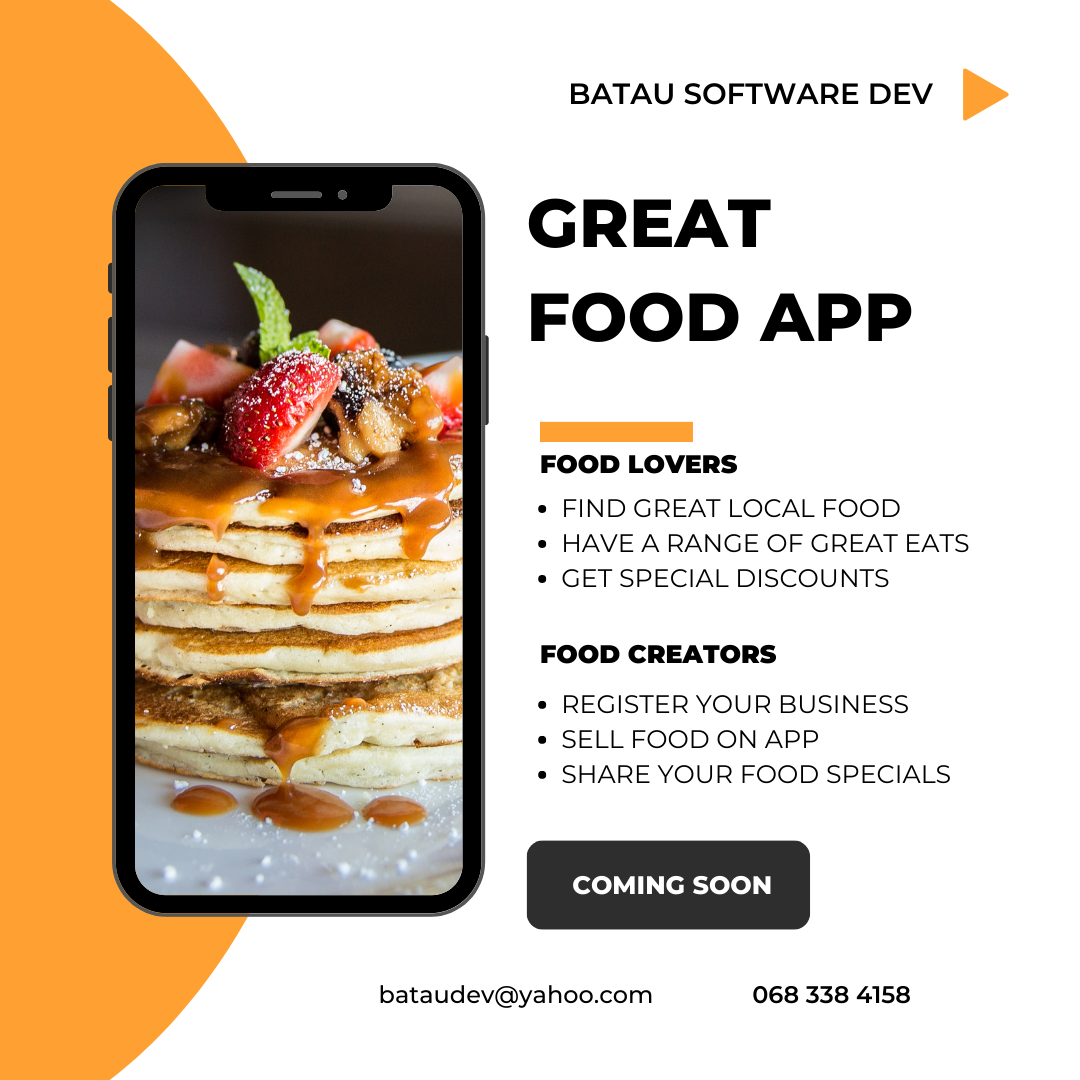 BATAU SOFTWARE DEV
GREAT
FOOD APP
FOOD LOVERS
• FIND GREAT LOCAL FOOD
• HAVE A RANGE OF GREAT EATS
• GET SPECIAL DISCOUNTS
FOOD CREATORS
• REGISTER YOUR BUSINESS
• SELL FOOD ON APP
• SHARE YOUR FOOD SPECIALS
COMING SOON
bataudev@yahoo.com
068 338 4158